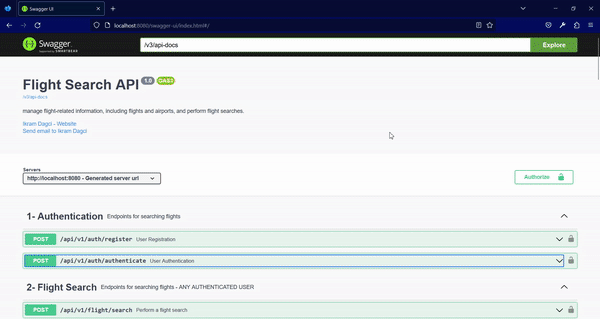 Swagger UI
localhost:8080/swagger-ui/index.html#/
Swagger.
Supported by SMARTBEAR
/v3/api-docs
Explore
Flight Search API 1.0 OAS3
/v3/api-docs
manage flight-related information, including flights and airports, and perform flight searches.
Ikram Dagci - Website
Send email to Ikram Dagci
Servers
http://localhost:8080 - Generated server url
Authorize
1- Authentication Endpoints for searching flights
POST /api/v1/auth/register User Registration
POST /api/v1/auth/authenticate User Authentication
2- Flight Search Endpoints for searching flights - ANY AUTHENTICATED USER
POST /api/v1/flight/search Perform a flight search